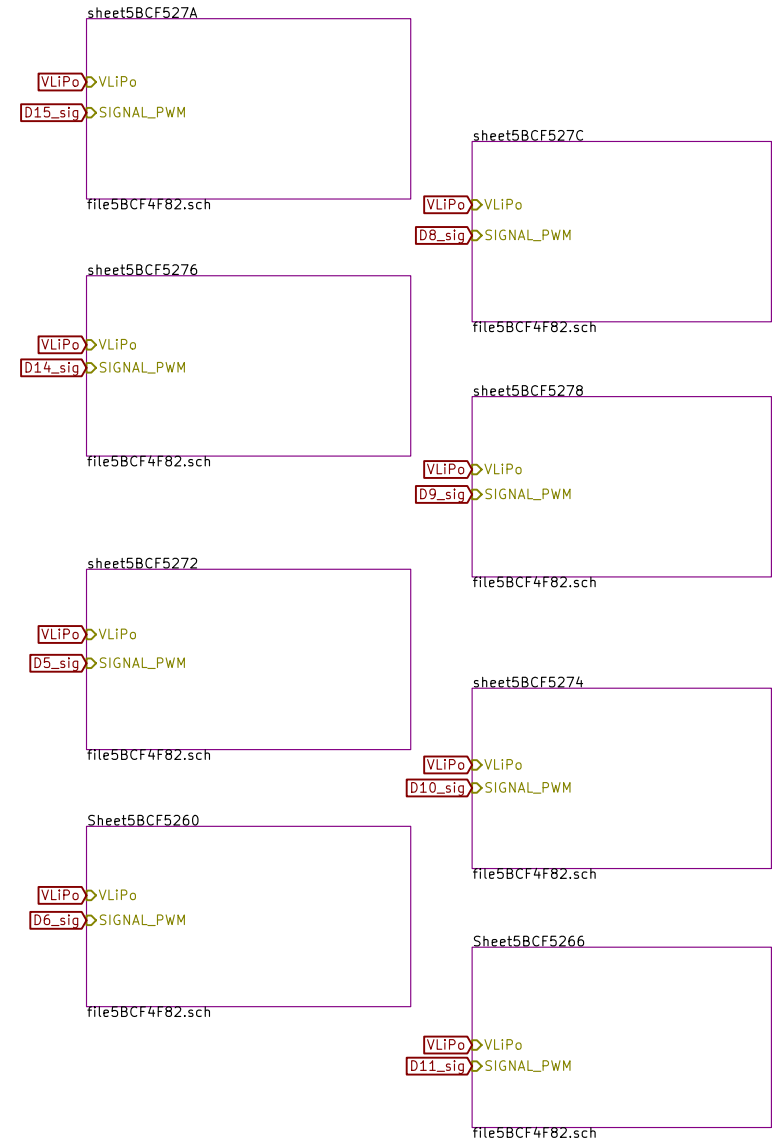 sheet5BCF527A
VLiPo VLiPo
D15_sig SIGNAL_PWM
file5BCF4F82.sch
sheet5BCF527C
VLiPo VLiPo
D8_sig SIGNAL_PWM
file5BCF4F82.sch
sheet5BCF5276
VLiPo VLiPo
D14_sig SIGNAL_PWM
file5BCF4F82.sch
sheet5BCF5278
VLiPo VLiPo
D9_sig SIGNAL_PWM
file5BCF4F82.sch
sheet5BCF5272
VLiPo VLiPo
D5_sig SIGNAL_PWM
file5BCF4F82.sch
sheet5BCF5274
VLiPo VLiPo
D10_sig SIGNAL_PWM
file5BCF4F82.sch
Sheet5BCF5260
VLiPo VLiPo
D6_sig SIGNAL_PWM
file5BCF4F82.sch
Sheet5BCF5266
VLiPo VLiPo
D11_sig SIGNAL_PWM
file5BCF4F82.sch